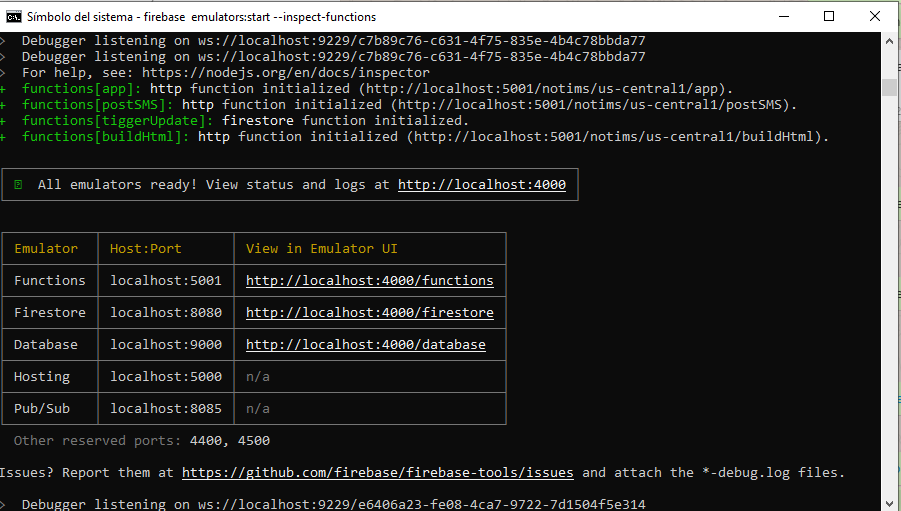 Símbolo del sistema - firebase  emulators:start --inspect-functions
>  Debugger listening on ws://localhost:9229/c7b89c76-c631-4f75-835e-4b4c78bbda77
>  Debugger listening on ws://localhost:9229/c7b89c76-c631-4f75-835e-4b4c78bbda77
>  For help, see: https://nodejs.org/en/docs/inspector
+  functions[app]: http function initialized (http://localhost:5001/notims/us-central1/app).
+  functions[postSMS]: http function initialized (http://localhost:5001/notims/us-central1/postSMS).
+  functions[tiggerUpdate]: firestore function initialized.
+  functions[buildHtml]: http function initialized (http://localhost:5001/notims/us-central1/buildHtml).
All emulators ready! View status and logs at http://localhost:4000
Emulator Host:Port View in Emulator UI
Functions localhost:5001 http://localhost:4000/functions
Firestore localhost:8080 http://localhost:4000/firestore
Database localhost:9000 http://localhost:4000/database
Hosting localhost:5000 n/a
Pub/Sub localhost:8085 n/a
Other reserved ports: 4400, 4500
Issues? Report them at https://github.com/firebase/firebase-tools/issues and attach the *-debug.log files.
>  Debugger listening on ws://localhost:9229/e6406a23-fe08-4ca7-9722-7d1504f5e314